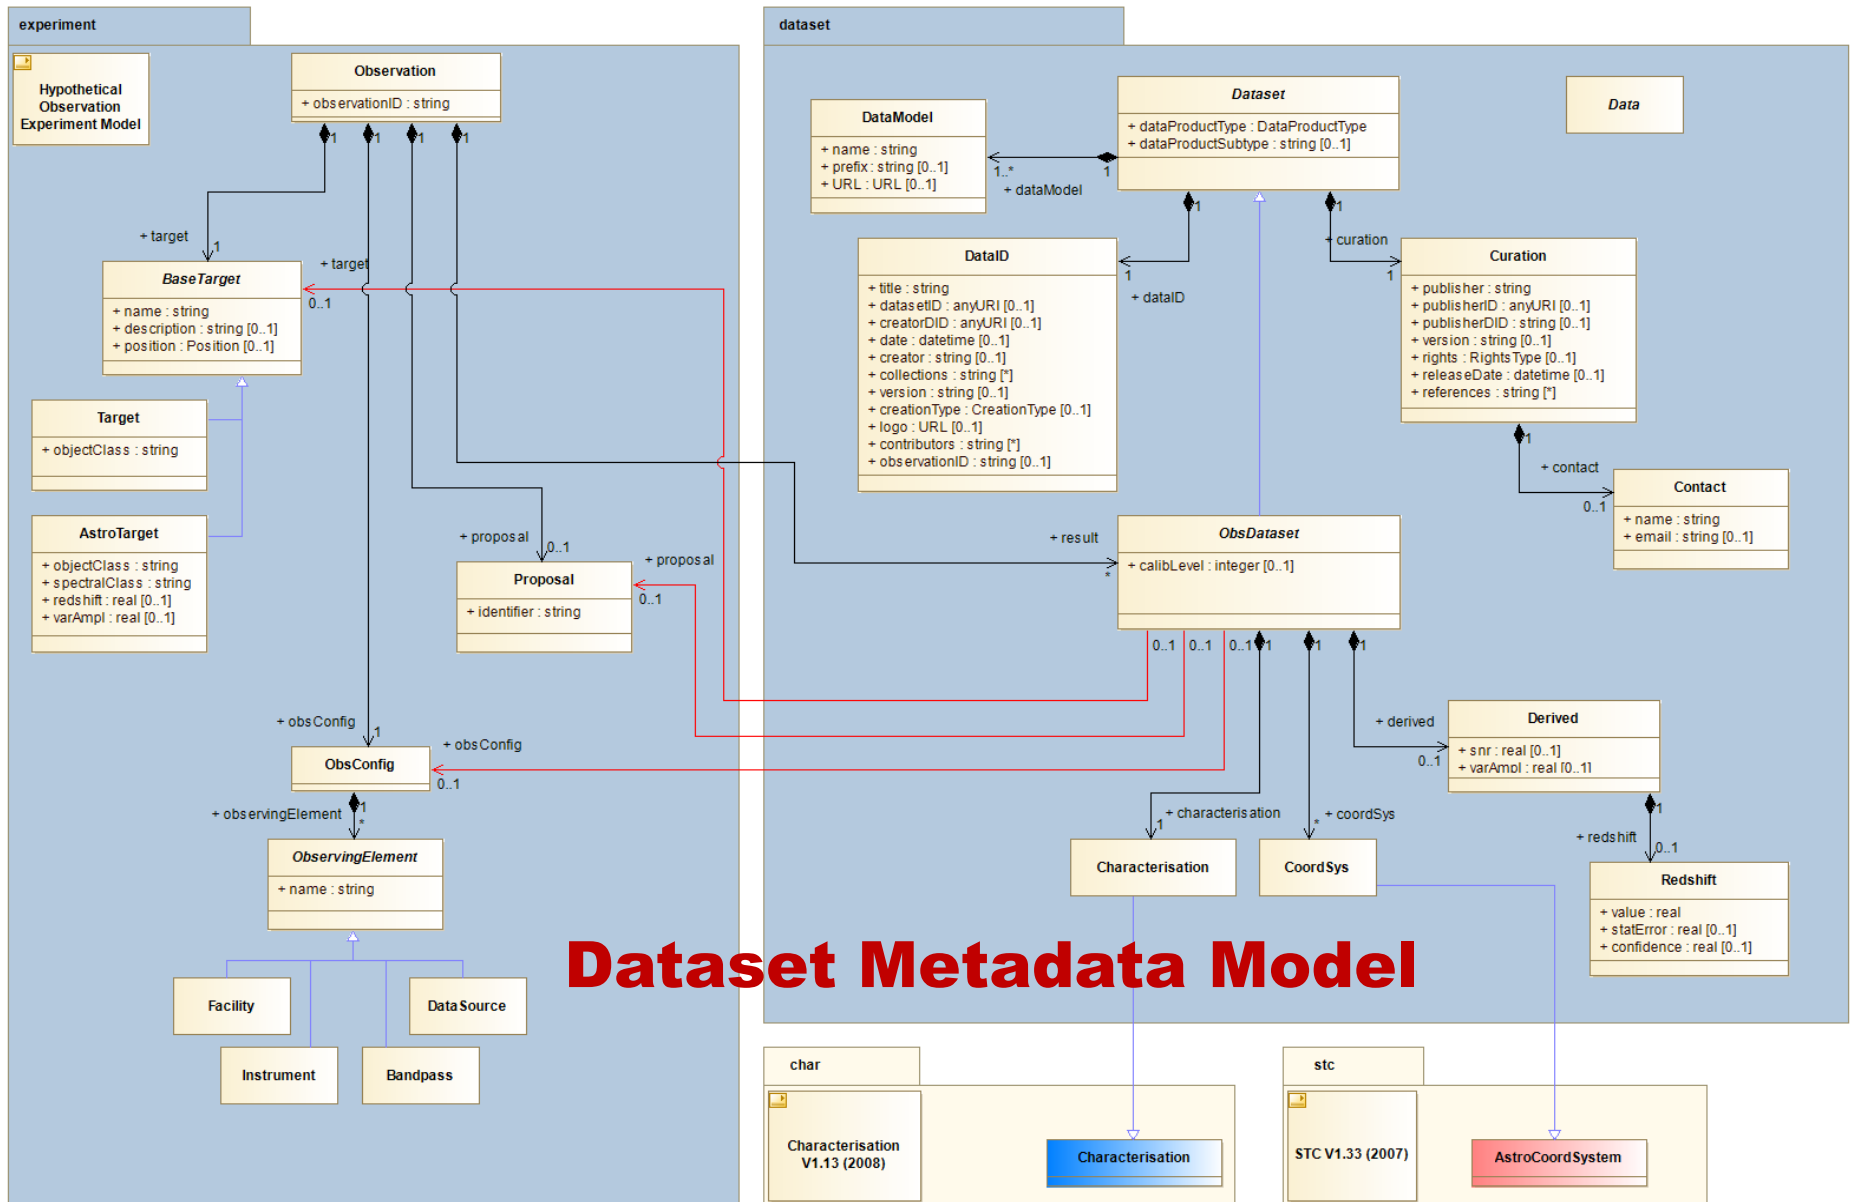 experiment
Hypothetical
Observation
Experiment Model
Observation
+ observationID : string
1
1
1
1
+ target
1
BaseTarget
+ name : string
+ description : string [0..1]
+ position : Position [0..1]
+ target
0..1
Target
+ objectClass : string
AstroTarget
+ objectClass : string
+ spectralClass : string
+ redshift : real [0..1]
+ varAmpl : real [0..1]
+ proposal
0..1
Proposal
+ identifier : string
+ proposal
0..1
+ obsConfig
1
ObsConfig
+ obsConfig
0..1
1
+ observingElement
*
ObservingElement
+ name : string
Facility
DataSource
Instrument
Bandpass
dataset
DataModel
+ name : string
+ prefix : string [0..1]
+ URL : URL [0..1]
1..*
1
+ dataModel
Dataset
+ dataProductType : DataProductType
+ dataProductSubtype : string [0..1]
Data
1
1
+ curation
1
1
+ dataID
DataID
+ title : string
+ datasetID : anyURI [0..1]
+ creatorDID : anyURI [0..1]
+ date : datetime [0..1]
+ creator : string [0..1]
+ collections : string [*]
+ version : string [0..1]
+ creationType : CreationType [0..1]
+ logo : URL [0..1]
+ contributors : string [*]
+ observationID : string [0..1]
Curation
+ publisher : string
+ publisherID : anyURI [0..1]
+ publisherDID : string [0..1]
+ version : string [0..1]
+ rights : RightsType [0..1]
+ releaseDate : datetime [0..1]
+ references : string [*]
1
+ contact
0..1
Contact
+ name : string
+ email : string [0..1]
+ result
*
ObsDataset
+ calibLevel : integer [0..1]
0..1
0..1
0..1
1
1
1
+ derived
0..1
Derived
+ snr : real [0..1]
+ varAmpl : real [0..1]
1
+ redshift
0..1
Redshift
+ value : real
+ statError : real [0..1]
+ confidence : real [0..1]
+ characterisation
1
Characterisation
+ coordSys
*
CoordSys
Dataset Metadata Model
char
Characterisation
V1.13 (2008)
Characterisation
stc
STC V1.33 (2007)
AstroCoordSystem